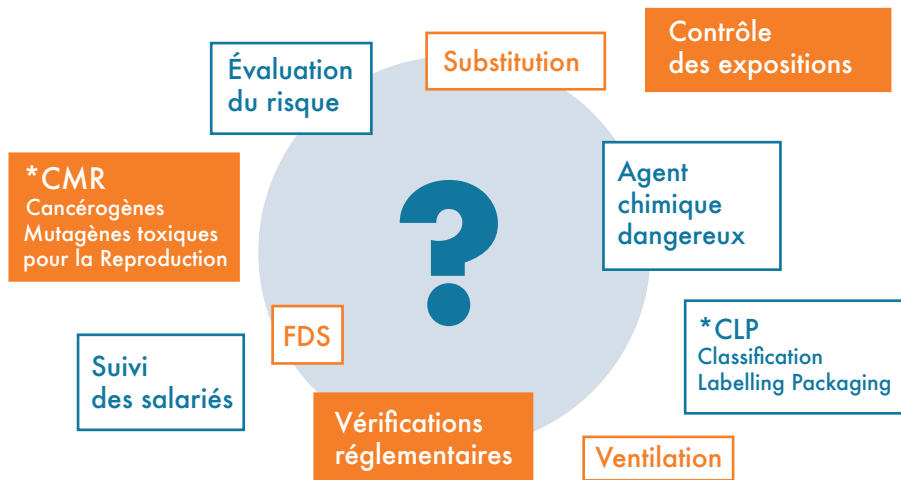 Évaluation
du risque
Substitution
Contrôle
des expositions
*CMR
Cancérogènes
Mutagènes toxiques
pour la Reproduction
?
Agent
chimique
dangereux
FDS
*CLP
Classification
Labelling Packaging
Suivi
des salariés
Vérifications
réglementaires
Ventilation